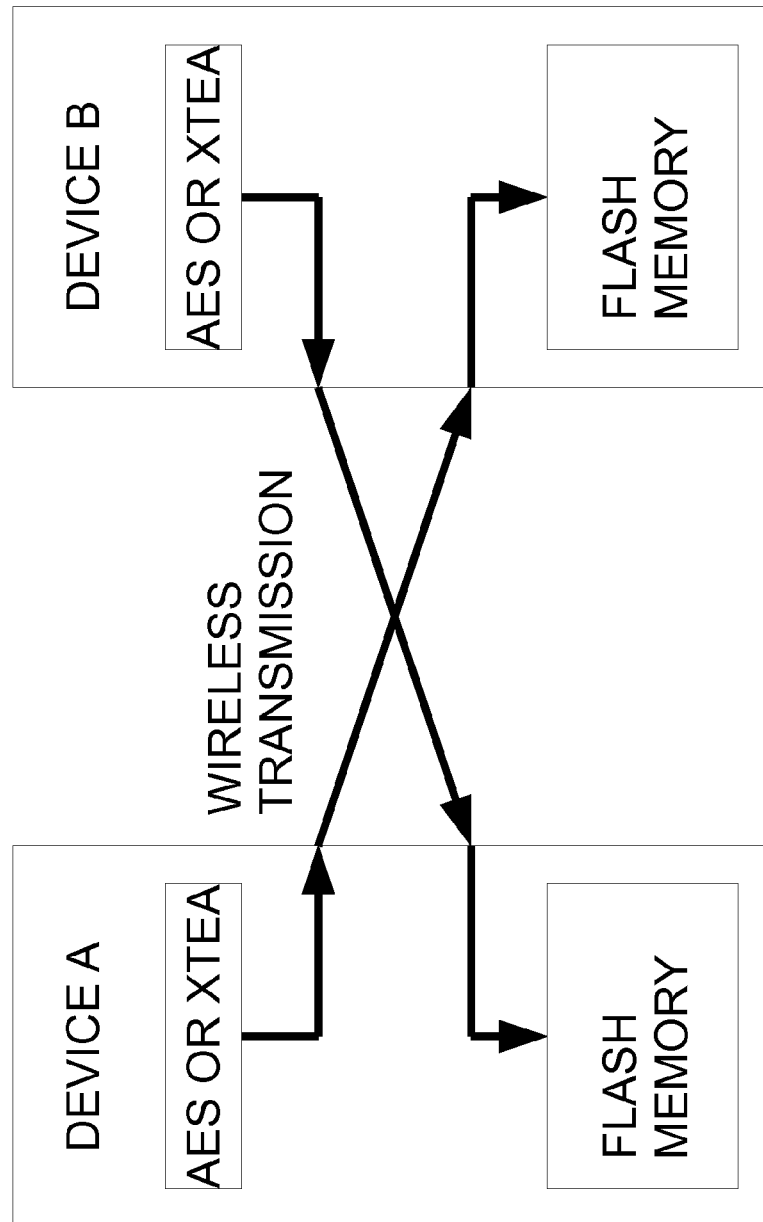 DEVICE A
AES OR XTEA
FLASH
MEMORY
WIRELESS
TRANSMISSION
DEVICE B
AES OR XTEA
FLASH
MEMORY